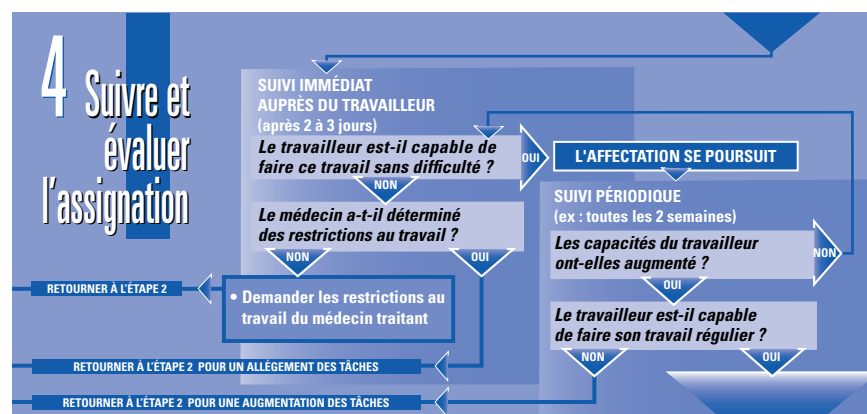 4 Suivre et
évaluer
l'assignation
SUIVI IMMÉDIAT
AUPRÈS DU TRAVAILLEUR
(après 2 à 3 jours)
Le travailleur est-il capable de
faire ce travail sans difficulté ?
OUI
NON
L'AFFECTATION SE POURSUIT
Le médecin a-t-il déterminé
des restrictions au travail ?
NON
OUI
RETOURNER À L'ÉTAPE 2
• Demander les restrictions au
travail du médecin traitant
RETOURNER À L'ÉTAPE 2 POUR UN ALLÉGEMENT DES TÂCHES
SUIVI PÉRIODIQUE
(ex : toutes les 2 semaines)
Les capacités du travailleur
ont-elles augmenté ?
NON
OUI
Le travailleur est-il capable
de faire son travail régulier ?
NON
OUI
RETOURNER À L'ÉTAPE 2 POUR UNE AUGMENTATION DES TÂCHES